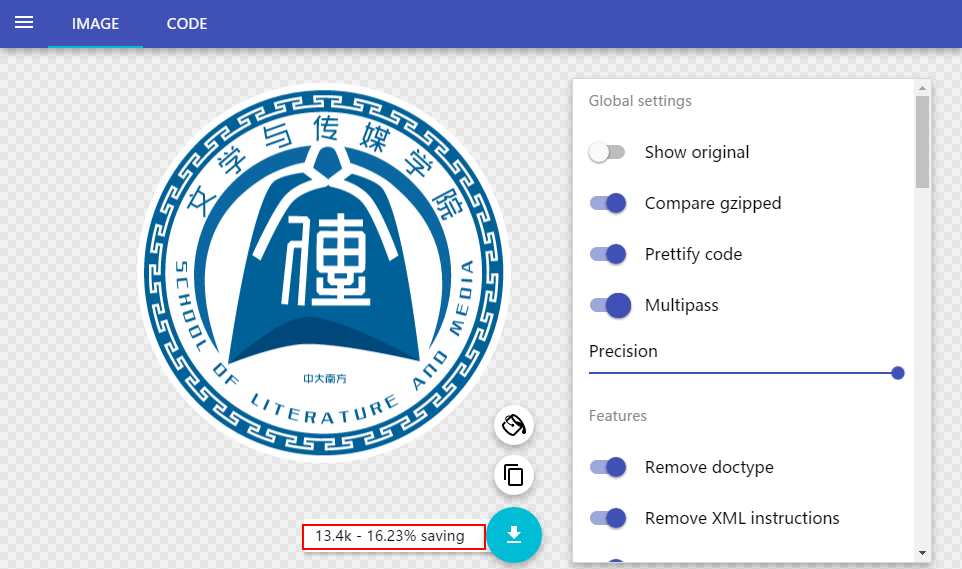 IMAGE
CODE
文学与传媒学院
傳
SCHOOL OF LITERATURE AND MEDIA
中大南方
13.4k - 16.23% saving
Global settings
Show original
Compare gzipped
Prettify code
Multipass
Precision
Features
Remove doctype
Remove XML instructions